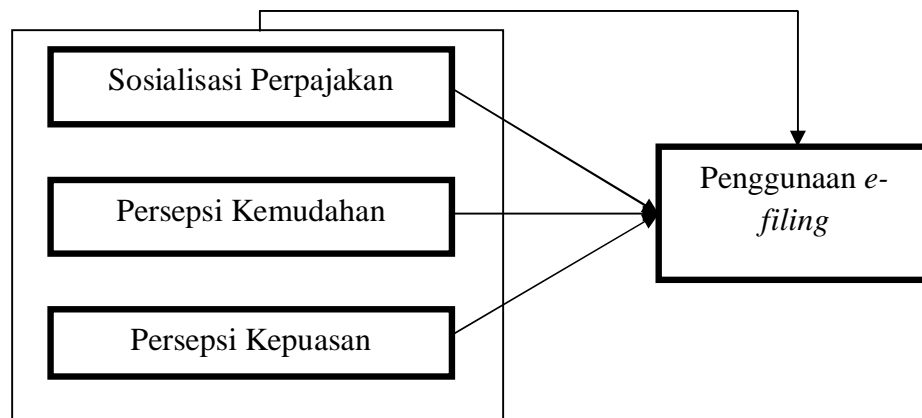 Sosialisasi Perpajakan
Persepsi Kemudahan
Persepsi Kepuasan
Penggunaan e-
filing